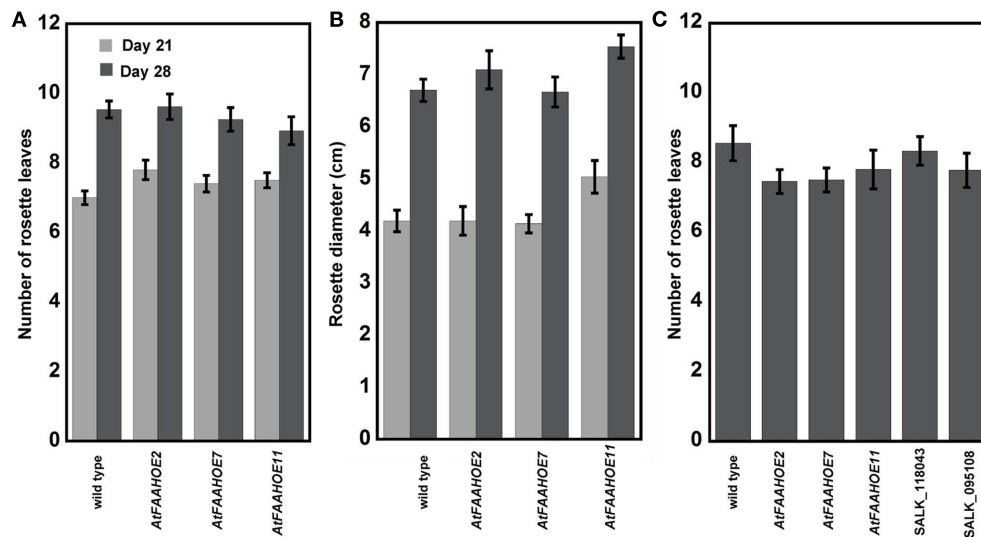 A
Number of rosette leaves
12
10
8
6
4
2
0
Day 21
Day 28
wild type
AtFAAHOE2
AtFAAHOE7
AtFAAHOE11
B
Rosette diameter (cm)
8
7
6
5
4
3
2
1
0
wild type
AtFAAHOE2
AtFAAHOE7
AtFAAHOE11
C
Number of rosette leaves
12
10
8
6
4
2
0
wild type
AtFAAHOE2
AtFAAHOE7
AtFAAHOE11
SALK_118043
SALK_095108